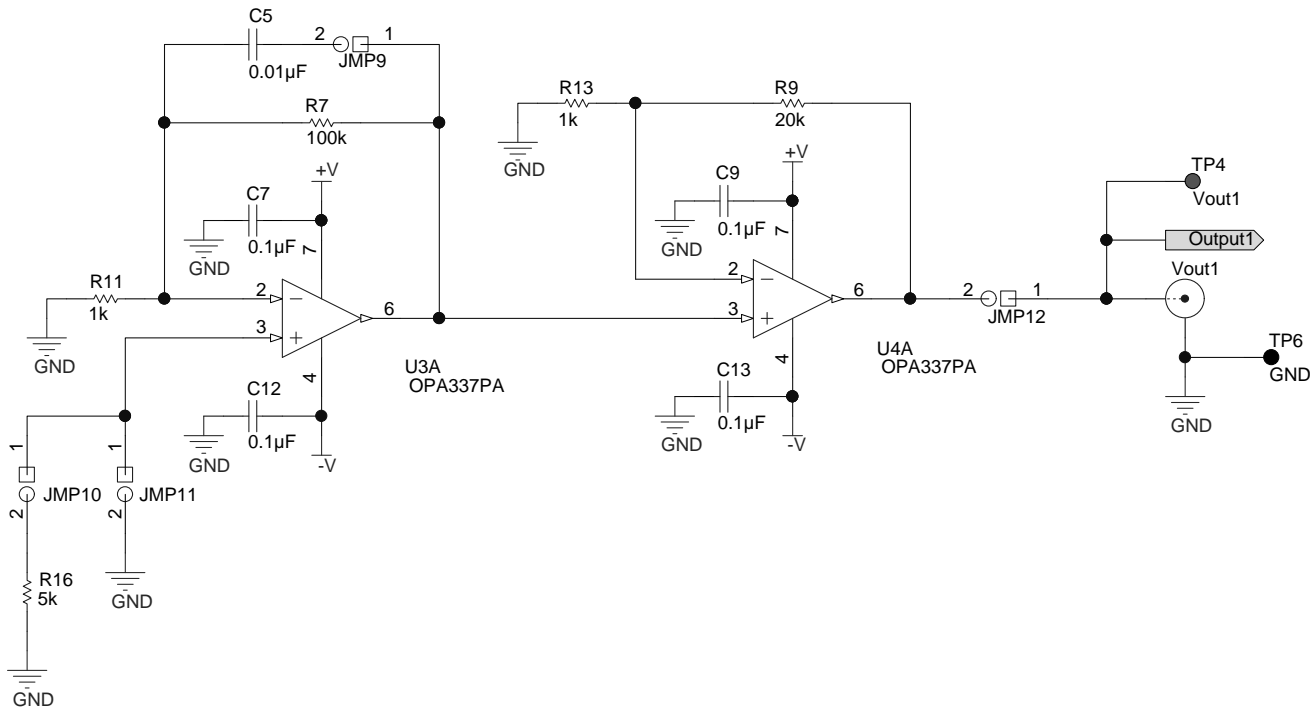 C5
2
1
JMP9
0.01µF
R7
100k
R13
1k
R9
20k
+V
C7
0.1µF
GND
7
GND
+V
C9
0.1µF
GND
7
TP4
Vout1
Output1
Vout1
R11
1k
GND
2
3
6
U3A
OPA337PA
4
2
3
6
U4A
OPA337PA
4
2
1
JMP12
TP6
GND
GND
C12
0.1µF
GND
-V
C13
0.1µF
GND
-V
1
1
JMP10
JMP11
2
2
R16
5k
GND
GND